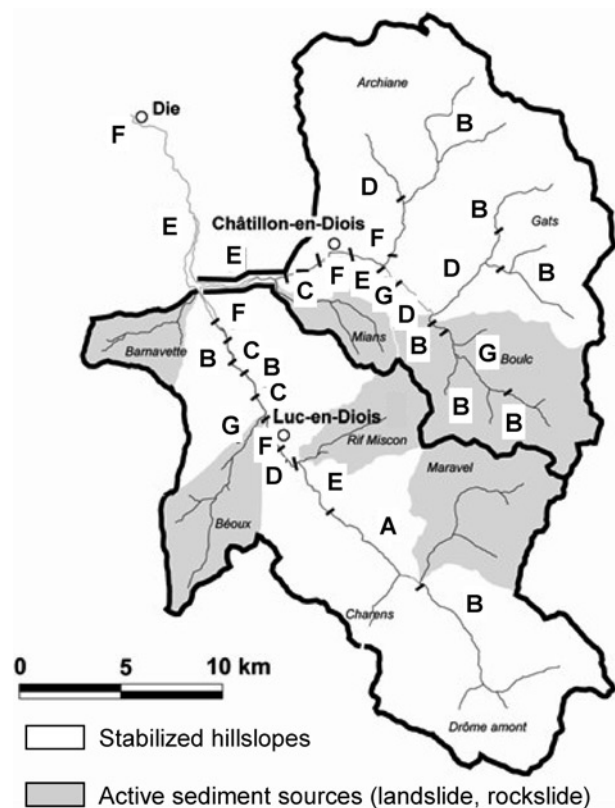 Archiane
Die
B
F
D
B
Gats
Châtillon-en-Diois
F
E
E
D
B
F
E
C
G
D
F
Mians
B
G
Boulc
Barnavette
B
C
B
C
B
B
Rif Miscon
G
Luc-en-Diois
F
Maravel
D
E
Béoux
A
B
Charens
0 5 10 km
Drôme amont
Stabilized hillslopes
Active sediment sources (landslide, rockslide)